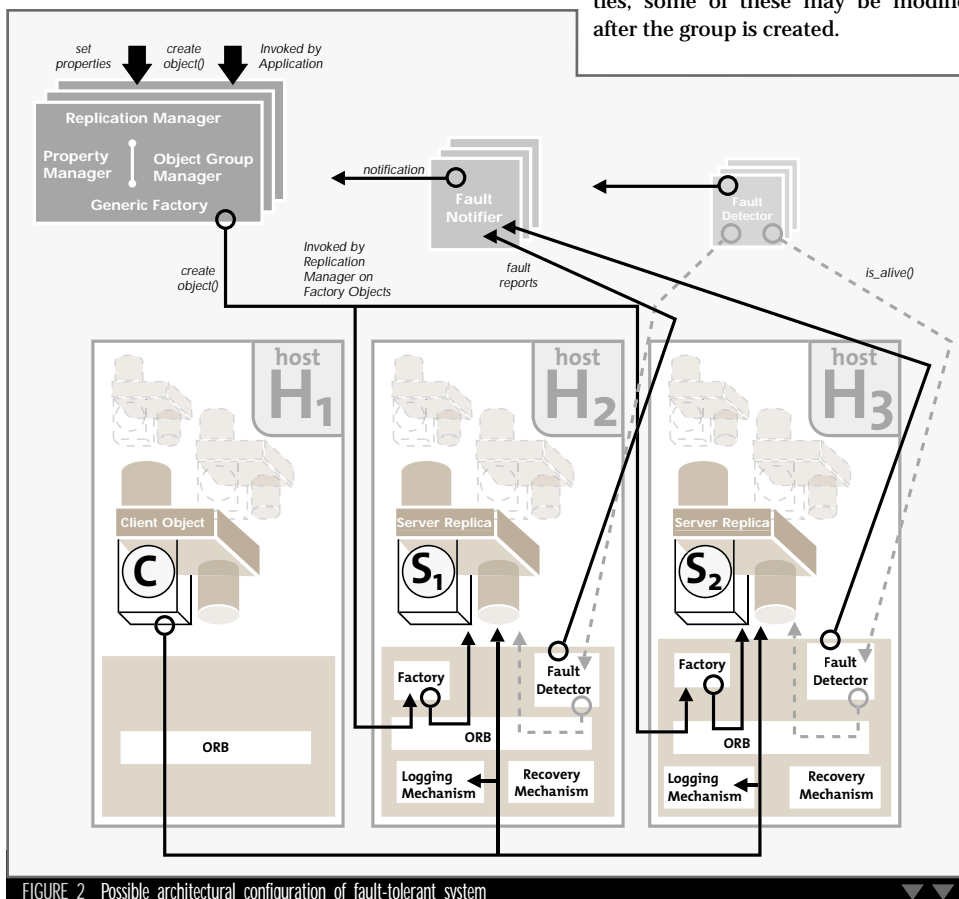 ties, some of these may be
after the group is created.
set
properties
create
object()
Invoked by
Application
Replication Manager
Property
Manager
Object Group
Manager
Generic Factory
notification
Fault
Notifier
Fault
Detector
create
object()
Invoked by
Replication
Manager on
Factory Objects
fault
reports
is_alive()
host
H1
host
H2
host
H3
Client Object
C
Server Replica
S1
Server Replica
S2
ORB
Factory
Fault
Detector
ORB
Logging
Mechanism
Recovery
Mechanism
Factory
Fault
Detector
ORB
Logging
Mechanism
Recovery
Mechanism
FIGURE 2 Possible architectural configuration of fault-tolerant system